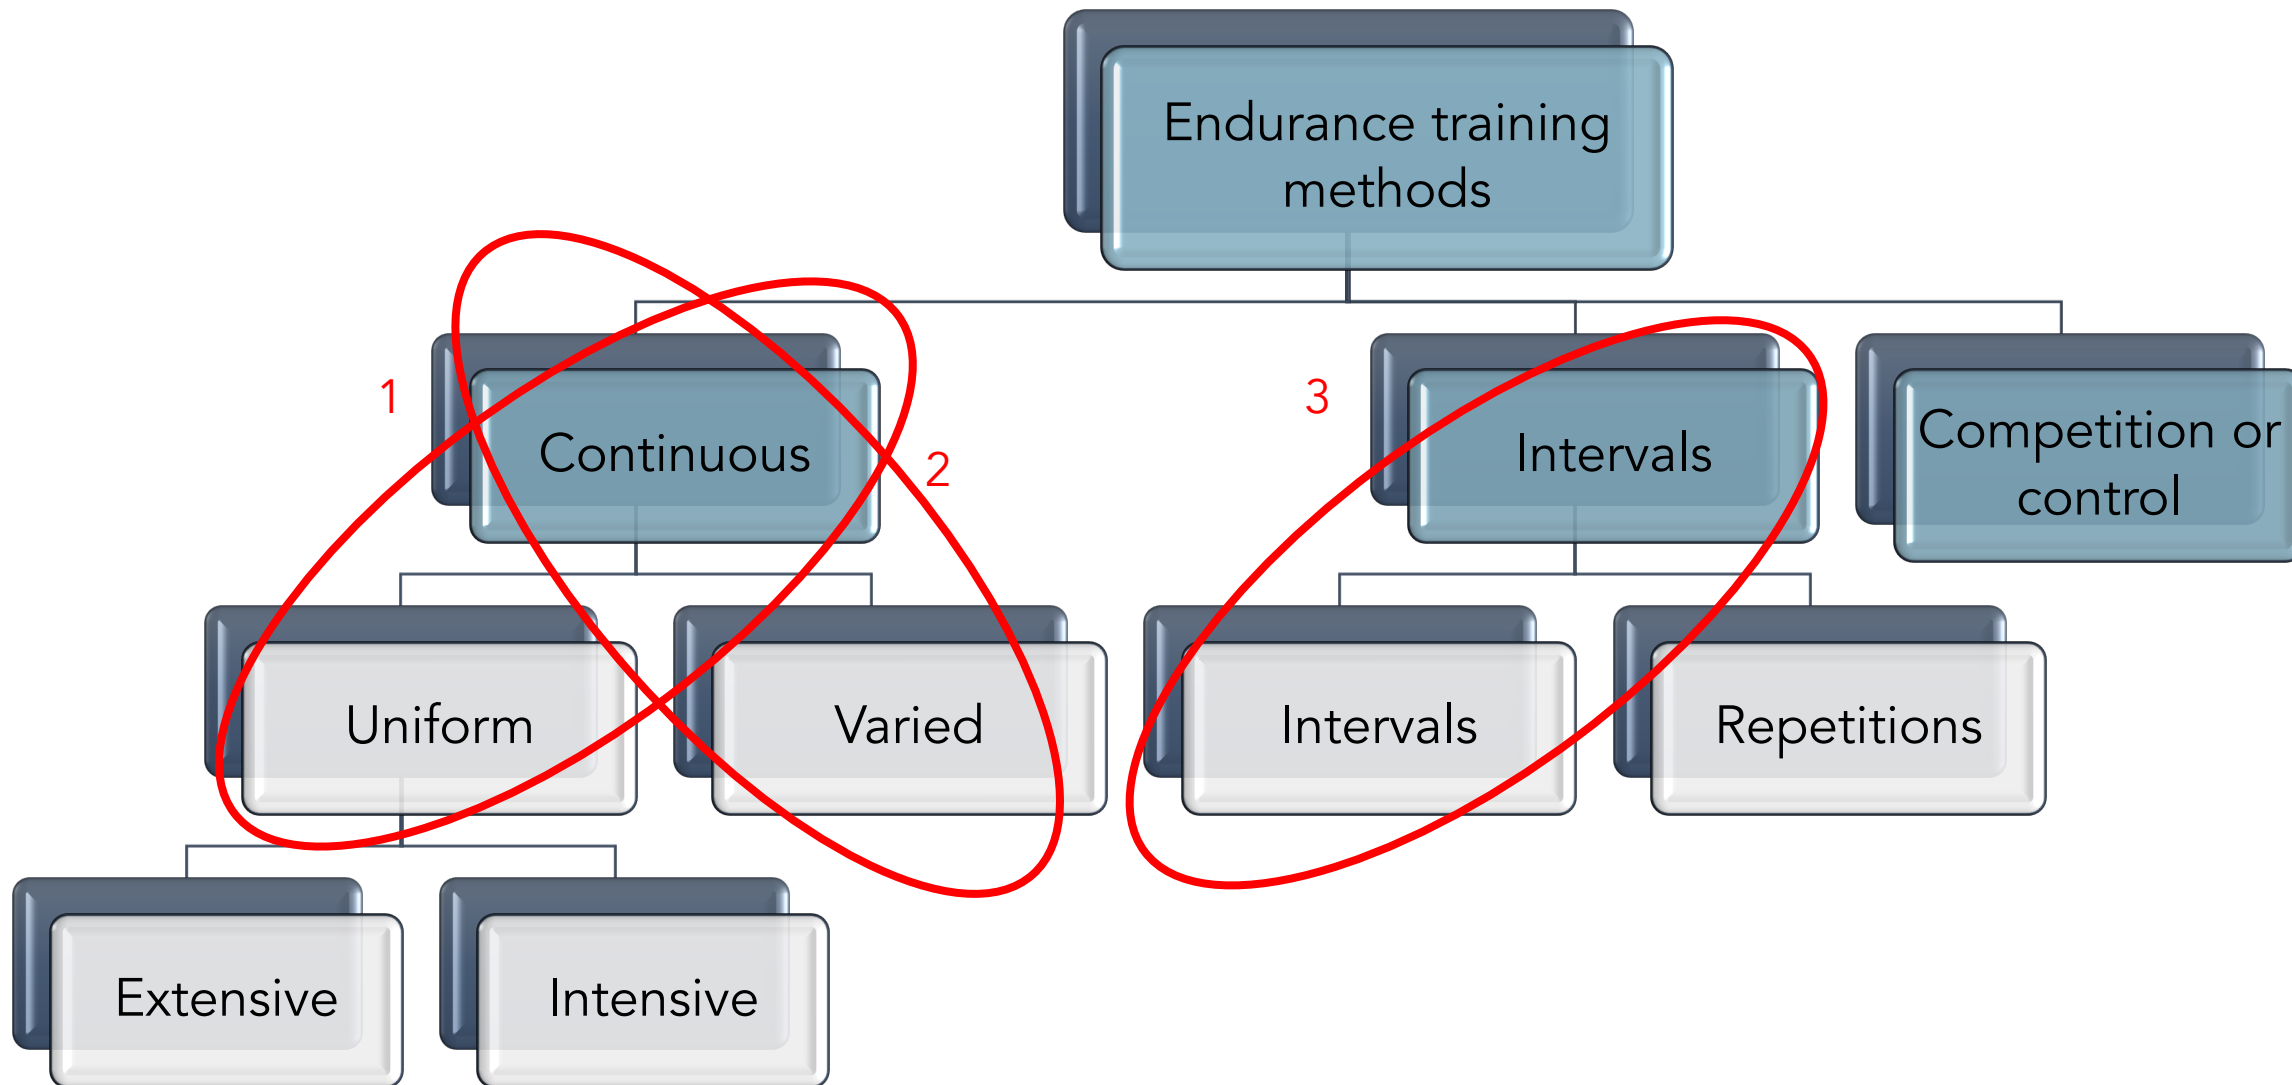 Endurance training
methods
1
Continuous
2
3
Intervals
Competition or
control
Uniform
Varied
Intervals
Repetitions
Extensive
Intensive